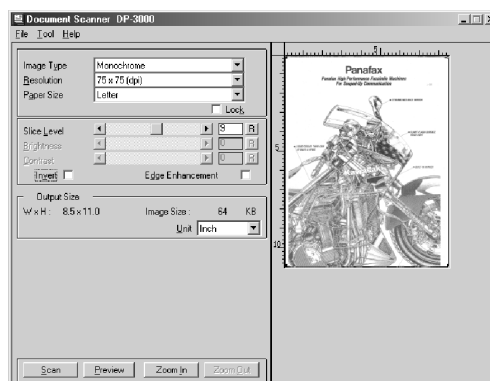 Document Scanner DP-3000
File Tool Help
Image Type Monochrome
Resolution 75 x 75 (dpi)
Paper Size Letter
Lock
Slice Level 9 R
Brightness 0 R
Contrast 0 R
Invert Edge Enhancement
Output Size
W x H : 8.5 x 11.0 Image Size : 64 KB
Unit Inch
Scan Preview Zoom In Zoom Out
5
5
10
Panafax
Panafax High Performance Facsimile Machines
For Desktop Communication